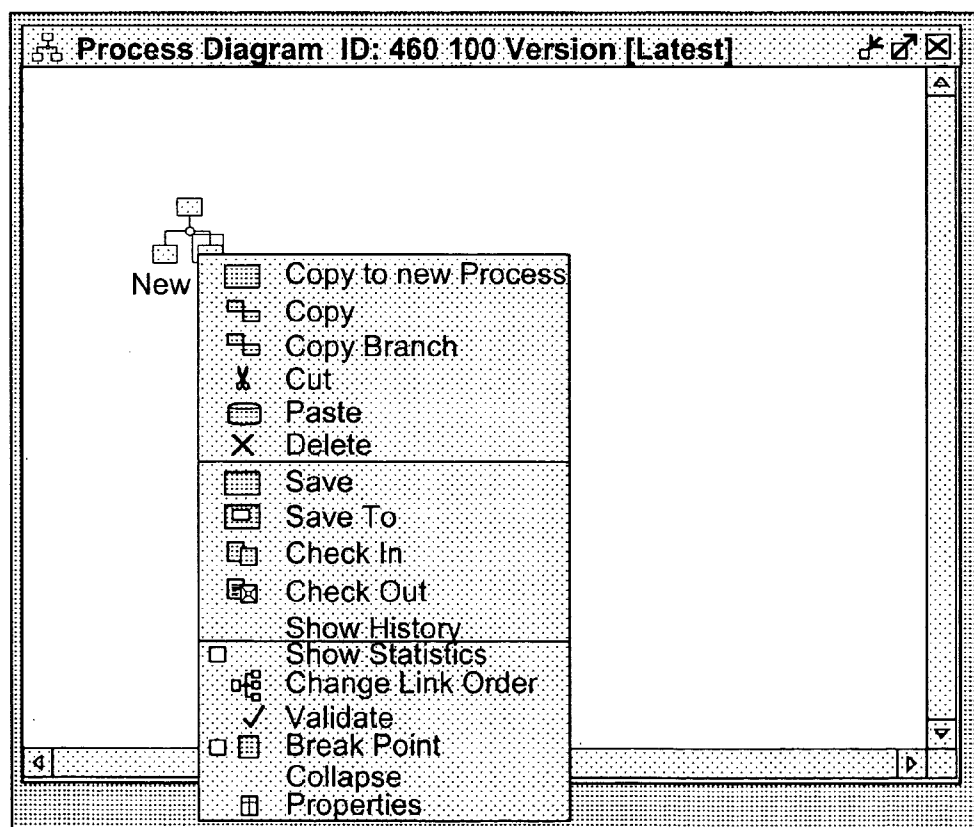 Process Diagram ID: 460 100 Version [Latest]
New
Copy to new Process
Copy
Copy Branch
Cut
Paste
Delete
Save
Save To
Check In
Check Out
Show History
Show Statistics
Change Link Order
Validate
Break Point
Collapse
Properties